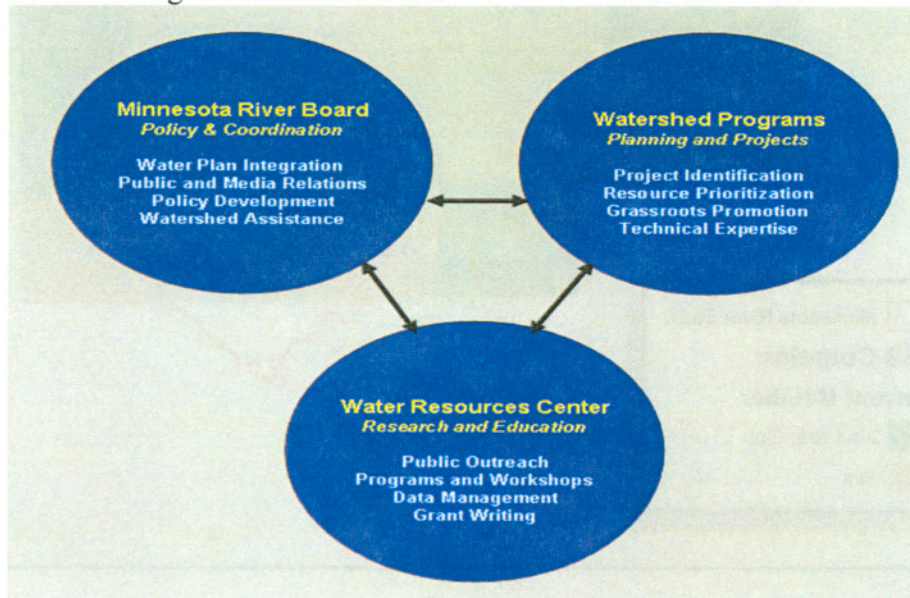 Minnesota River Board
Policy & Coordination
Water Plan Integration
Public and Media Relations
Policy Development
Watershed Assistance
Watershed Programs
Planning and Projects
Project Identification
Resource Prioritization
Grassroots Promotion
Technical Expertise
Water Resources Center
Research and Education
Public Outreach
Programs and Workshops
Data Management
Grant Writing